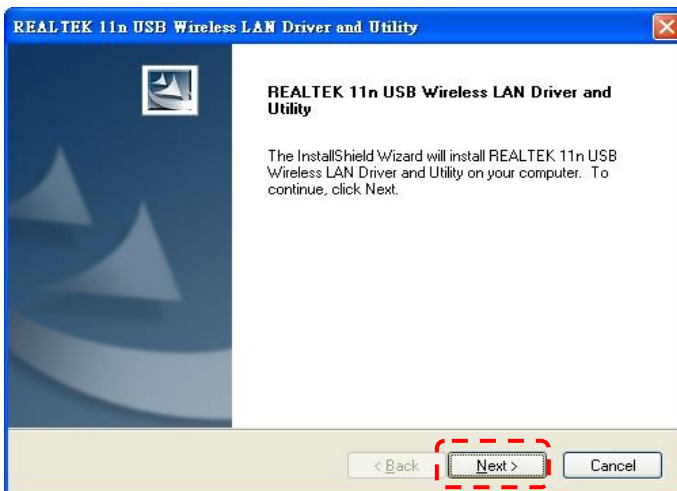 REALTEK 11n USB Wireless LAN Driver and Utility
REALTEK 11n USB Wireless LAN Driver and
Utility
The InstallShield Wizard will install REALTEK 11n USB
Wireless LAN Driver and Utility on your computer. To
continue, click Next.
< Back Next > Cancel